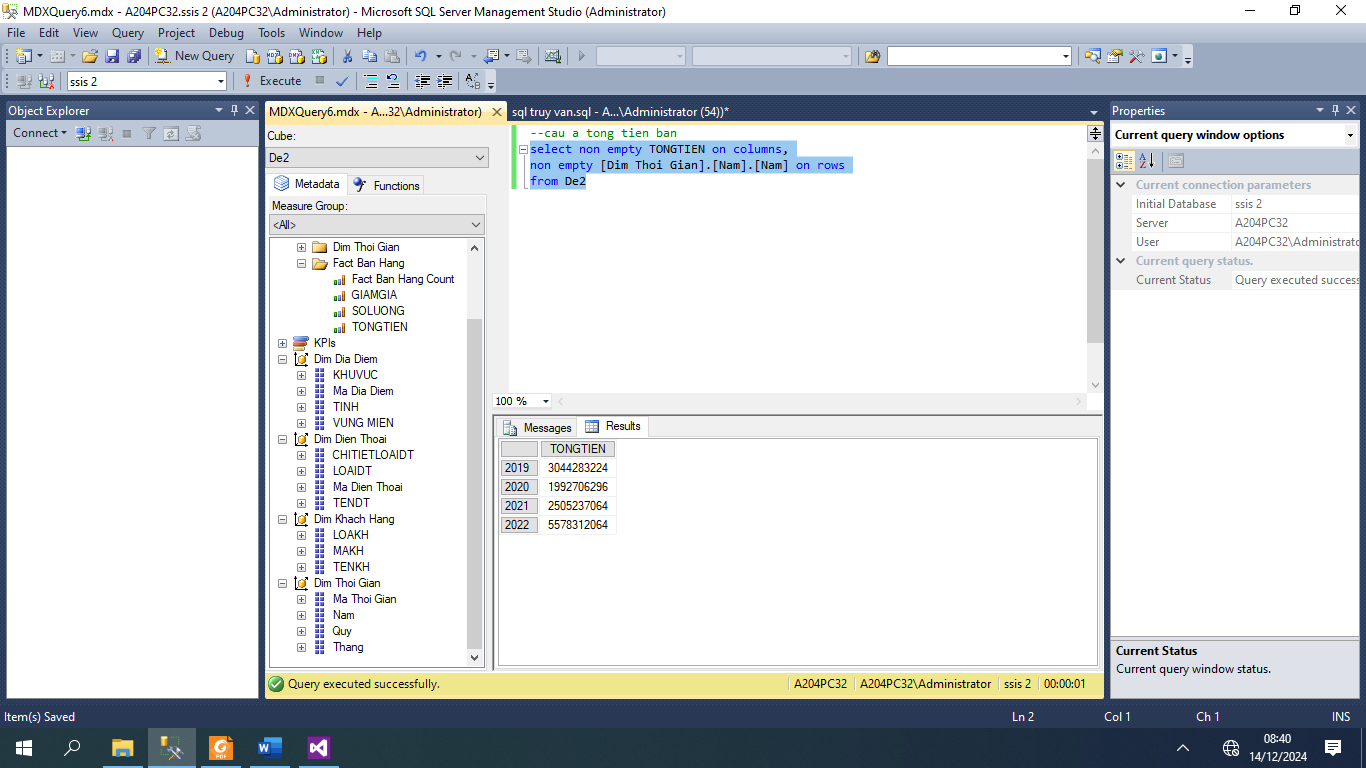 MDXQuery6.mdx - A204PC32.ssis 2 (A204PC32\Administrator) - Microsoft SQL Server Management Studio (Administrator)
File Edit View Query Project Debug Tools Window Help
New Query
ssis 2 Execute
Object Explorer
Connect
MDXQuery6.mdx - A...32\Administrator) sql truy van.sql - A...\Administrator (54))*
Cube:
De2
Metadata Functions
Measure Group:
<All>
Dim Thoi Gian
Fact Ban Hang
Fact Ban Hang Count
GIAMGIA
SOLUONG
TONGTIEN
KPIs
Dim Dia Diem
KHUVUC
Ma Dia Diem
TINH
VUNG MIEN
Dim Dien Thoai
CHITIETLOAIDT
LOAIDT
Ma Dien Thoai
TENDT
Dim Khach Hang
LOAKH
MAKH
TENKH
Dim Thoi Gian
Ma Thoi Gian
Nam
Quy
Thang
--cau a tong tien ban
select non empty TONGTIEN on columns,
non empty [Dim Thoi Gian].[Nam].[Nam] on rows
from De2
100 %
Messages Results
TONGTIEN
2019 3044283224
2020 1992706296
2021 2505237064
2022 5578312064
Query executed successfully. A204PC32 A204PC32\Administrator ssis 2 00:00:01
Properties
Current query window options
Current connection parameters
Initial Database ssis 2
Server A204PC32
User A204PC32\Administrato
Current query status.
Current Status Query executed success
Current Status
Current query window status.
Item(s) Saved Ln 2 Col 1 Ch 1 INS
08:40
14/12/2024